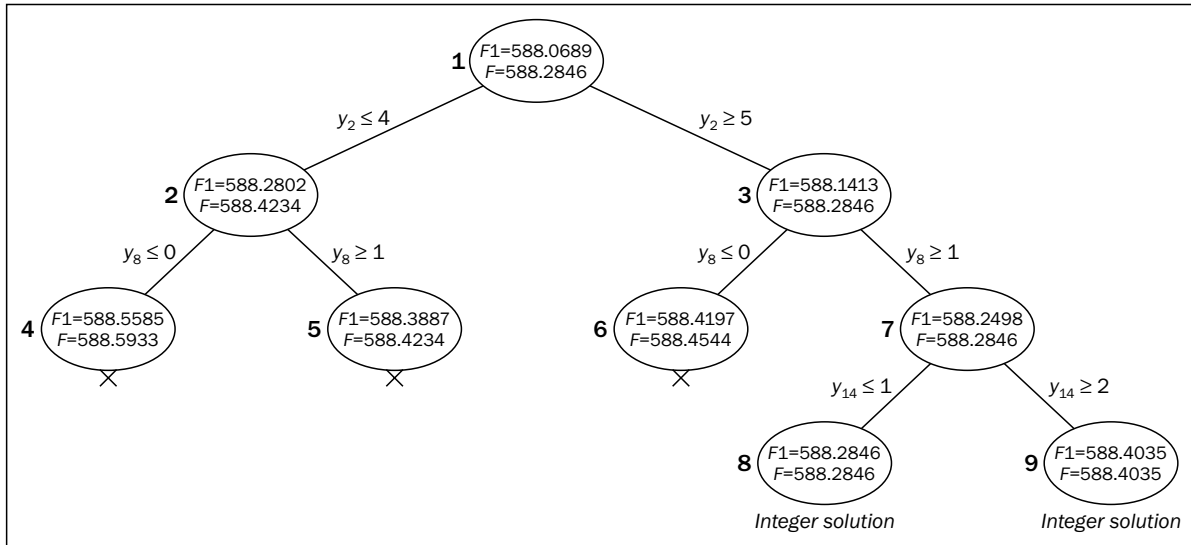 1
F1=588.0689
F=588.2846
y₂ ≤ 4
y₂ ≥ 5
2
F1=588.2802
F=588.4234
3
F1=588.1413
F=588.2846
y₈ ≤ 0
y₈ ≥ 1
y₈ ≤ 0
y₈ ≥ 1
4
F1=588.5585
F=588.5933
5
F1=588.3887
F=588.4234
6
F1=588.4197
F=588.4544
7
F1=588.2498
F=588.2846
y₁₄ ≤ 1
y₁₄ ≥ 2
8
F1=588.2846
F=588.2846
9
F1=588.4035
F=588.4035
Integer solution
Integer solution